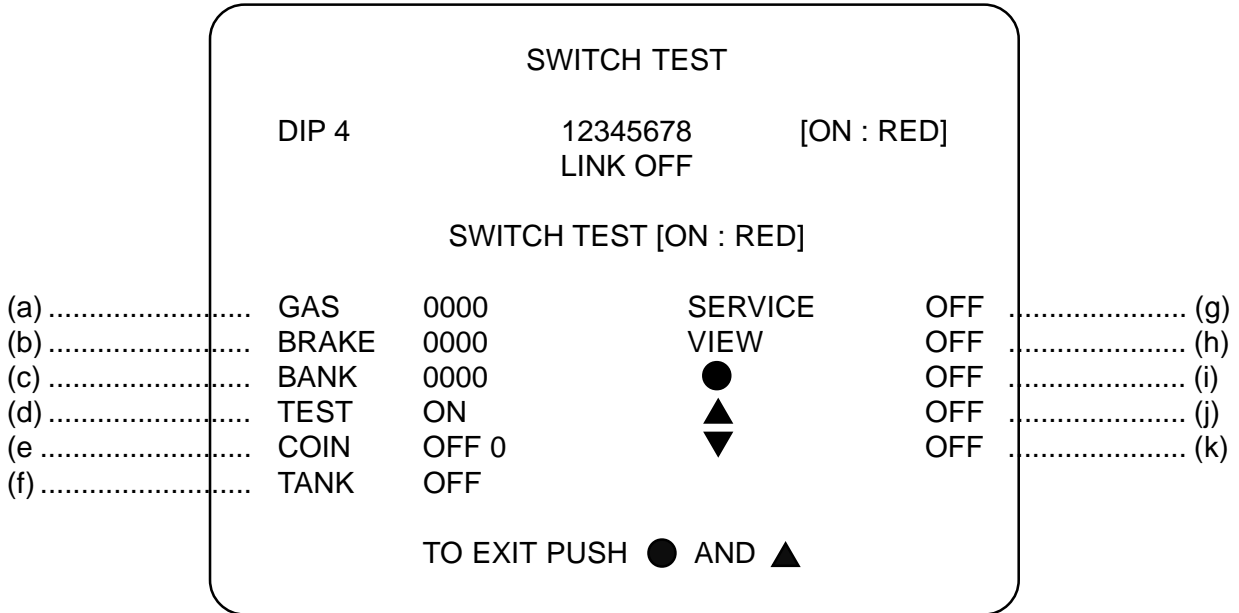 SWITCH TEST
DIP 4 12345678 [ON : RED]
LINK OFF
SWITCH TEST [ON : RED]
(a) ......................... GAS 0000 SERVICE OFF ...................... (g)
(b) ......................... BRAKE 0000 VIEW OFF ...................... (h)
(c) ......................... BANK 0000 ● OFF ...................... (i)
(d) ......................... TEST ON ▲ OFF ...................... (j)
(e ......................... COIN OFF 0 ▼ OFF ...................... (k)
(f) .......................... TANK OFF
TO EXIT PUSH ● AND ▲